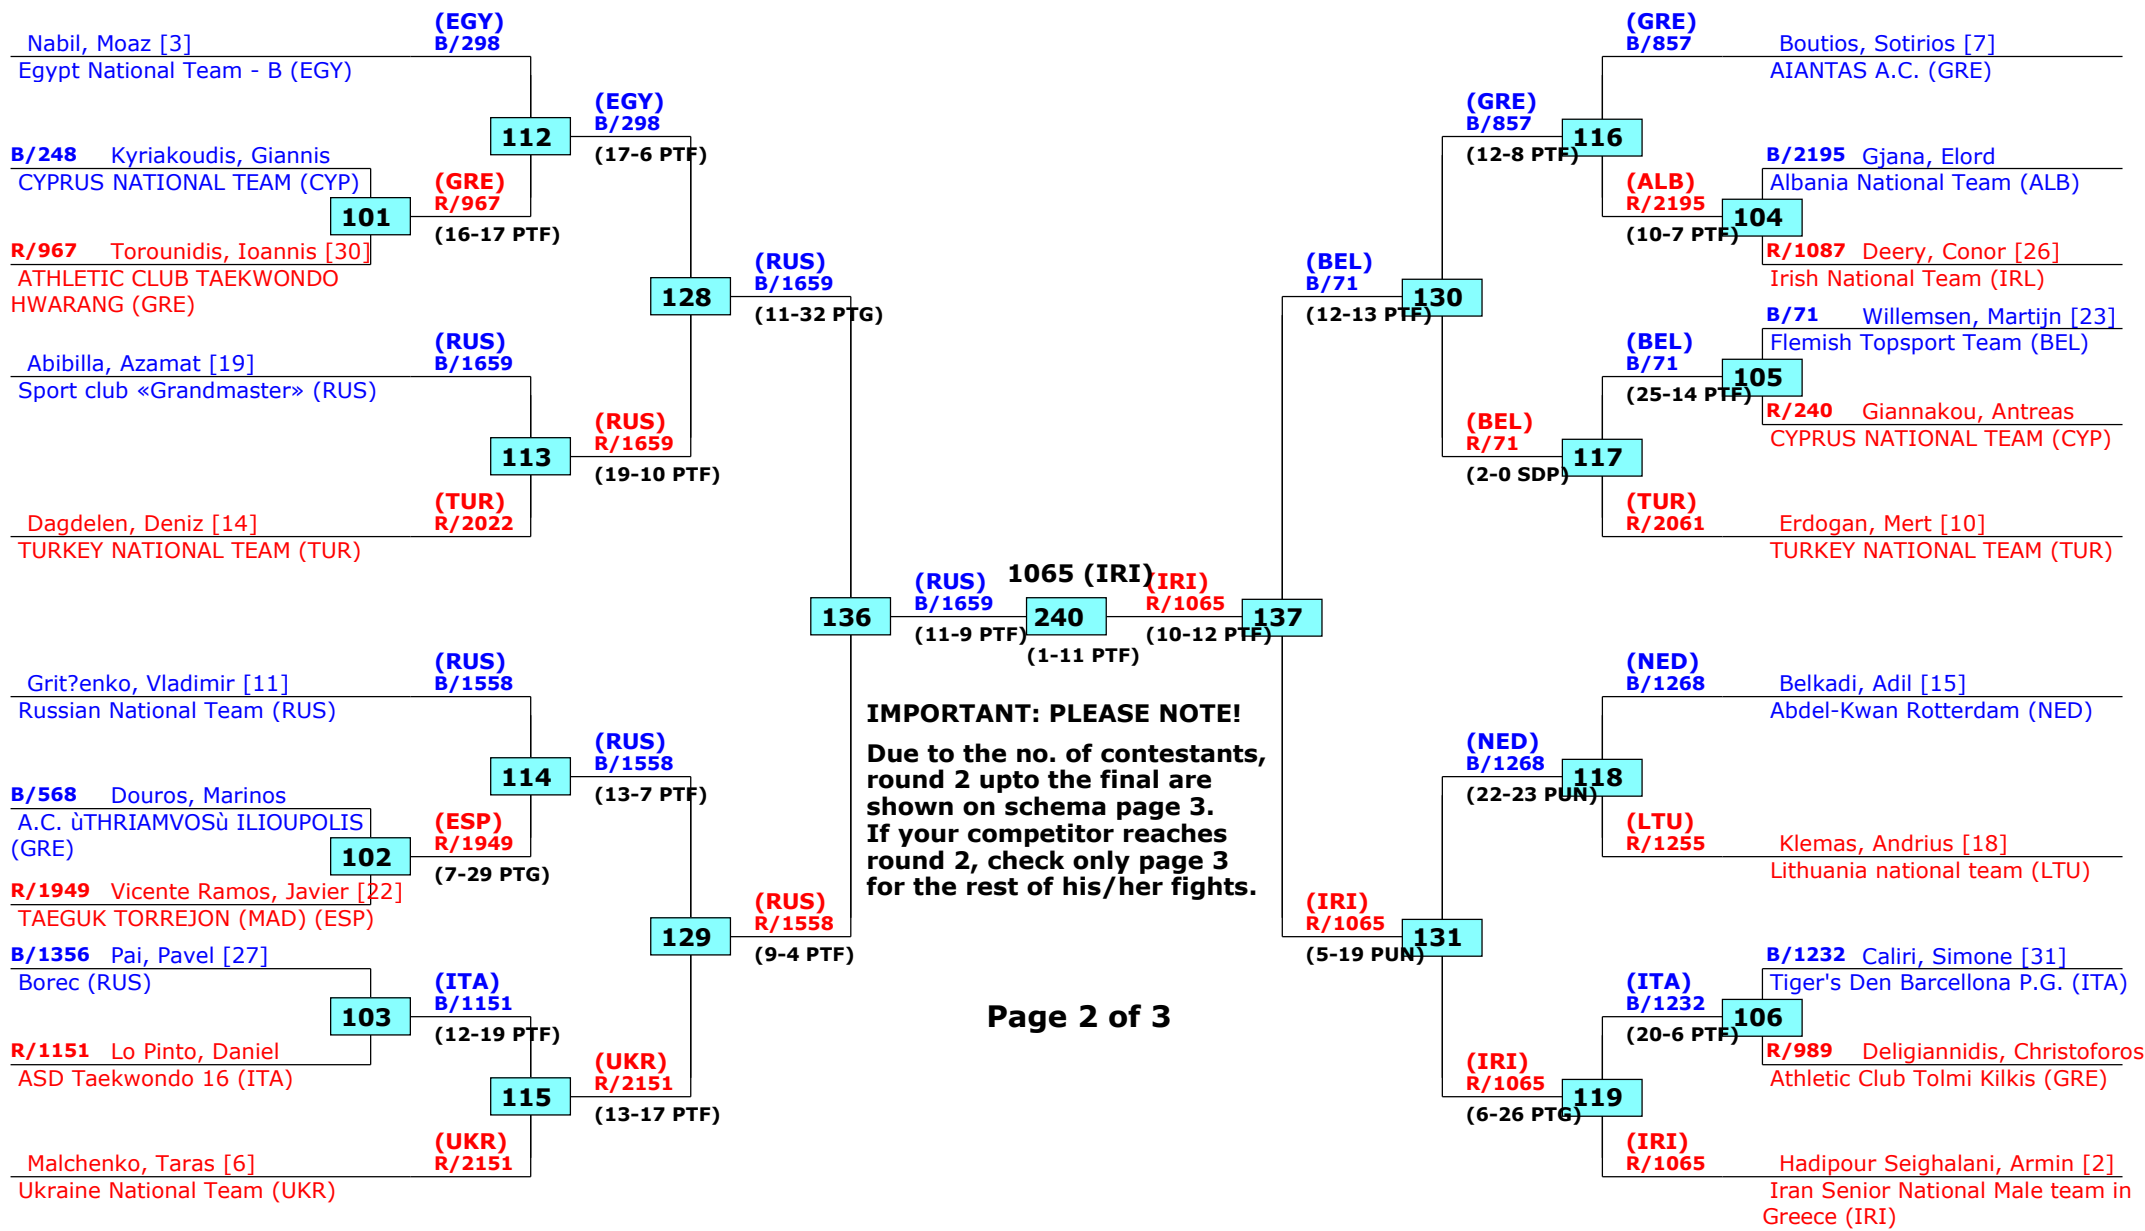 (EGY)
B/298
Nabil, Moaz [3]
Egypt National Team - B (EGY)
(EGY)
B/298
112
(17-6 PTF)
B/248 Kyriakoudis, Giannis
CYPRUS NATIONAL TEAM (CYP)
(GRE)
R/967
101
(16-17 PTF)
R/967 Torounidis, Ioannis [30]
ATHLETIC CLUB TAEKWONDO
HWARANG (GRE)
(RUS)
B/1659
128
(11-32 PTG)
(RUS)
B/1659
Abibilla, Azamat [19]
Sport club «Grandmaster» (RUS)
(RUS)
R/1659
113
(19-10 PTF)
(TUR)
R/2022
Dagdelen, Deniz [14]
TURKEY NATIONAL TEAM (TUR)
136
(RUS)
B/1659
(11-9 PTF)
1065 (IRI)
240
(1-11 PTF)
(IRI)
R/1065
(10-12 PTF)
137
(RUS)
B/1558
Grit?enko, Vladimir [11]
Russian National Team (RUS)
(RUS)
B/1558
114
(13-7 PTF)
B/568 Douros, Marinos
A.C. ùTHRIAMVOSù ILIOUPOLIS
(GRE)
(ESP)
R/1949
102
(7-29 PTG)
R/1949 Vicente Ramos, Javier [22]
TAEGUK TORREJON (MAD) (ESP)
(RUS)
R/1558
129
(9-4 PTF)
B/1356 Pai, Pavel [27]
Borec (RUS)
(ITA)
B/1151
103
(12-19 PTF)
R/1151 Lo Pinto, Daniel
ASD Taekwondo 16 (ITA)
(UKR)
R/2151
115
(13-17 PTF)
(UKR)
R/2151
Malchenko, Taras [6]
Ukraine National Team (UKR)
IMPORTANT: PLEASE NOTE!
Due to the no. of contestants,
round 2 upto the final are
shown on schema page 3.
If your competitor reaches
round 2, check only page 3
for the rest of his/her fights.
Page 2 of 3
(GRE)
B/857
Boutios, Sotirios [7]
AIANTAS A.C. (GRE)
(GRE)
B/857
116
(12-8 PTF)
B/2195 Gjana, Elord
Albania National Team (ALB)
(ALB)
R/2195
104
(10-7 PTF)
R/1087 Deery, Conor [26]
Irish National Team (IRL)
(BEL)
B/71
130
(12-13 PTF)
B/71 Willemsen, Martijn [23]
Flemish Topsport Team (BEL)
(BEL)
B/71
105
(25-14 PTF)
R/240 Giannakou, Antreas
CYPRUS NATIONAL TEAM (CYP)
(BEL)
R/71
117
(2-0 SDP)
(TUR)
R/2061
Erdogan, Mert [10]
TURKEY NATIONAL TEAM (TUR)
(NED)
B/1268
Belkadi, Adil [15]
Abdel-Kwan Rotterdam (NED)
(NED)
B/1268
118
(22-23 PUN)
(LTU)
R/1255
Klemas, Andrius [18]
Lithuania national team (LTU)
(IRI)
R/1065
131
(5-19 PUN)
B/1232 Caliri, Simone [31]
Tiger's Den Barcellona P.G. (ITA)
(ITA)
B/1232
106
(20-6 PTF)
R/989 Deligiannidis, Christoforos
Athletic Club Tolmi Kilkis (GRE)
(IRI)
R/1065
119
(6-26 PTG)
(IRI)
R/1065
Hadipour Seighalani, Armin [2]
Iran Senior National Male team in
Greece (IRI)